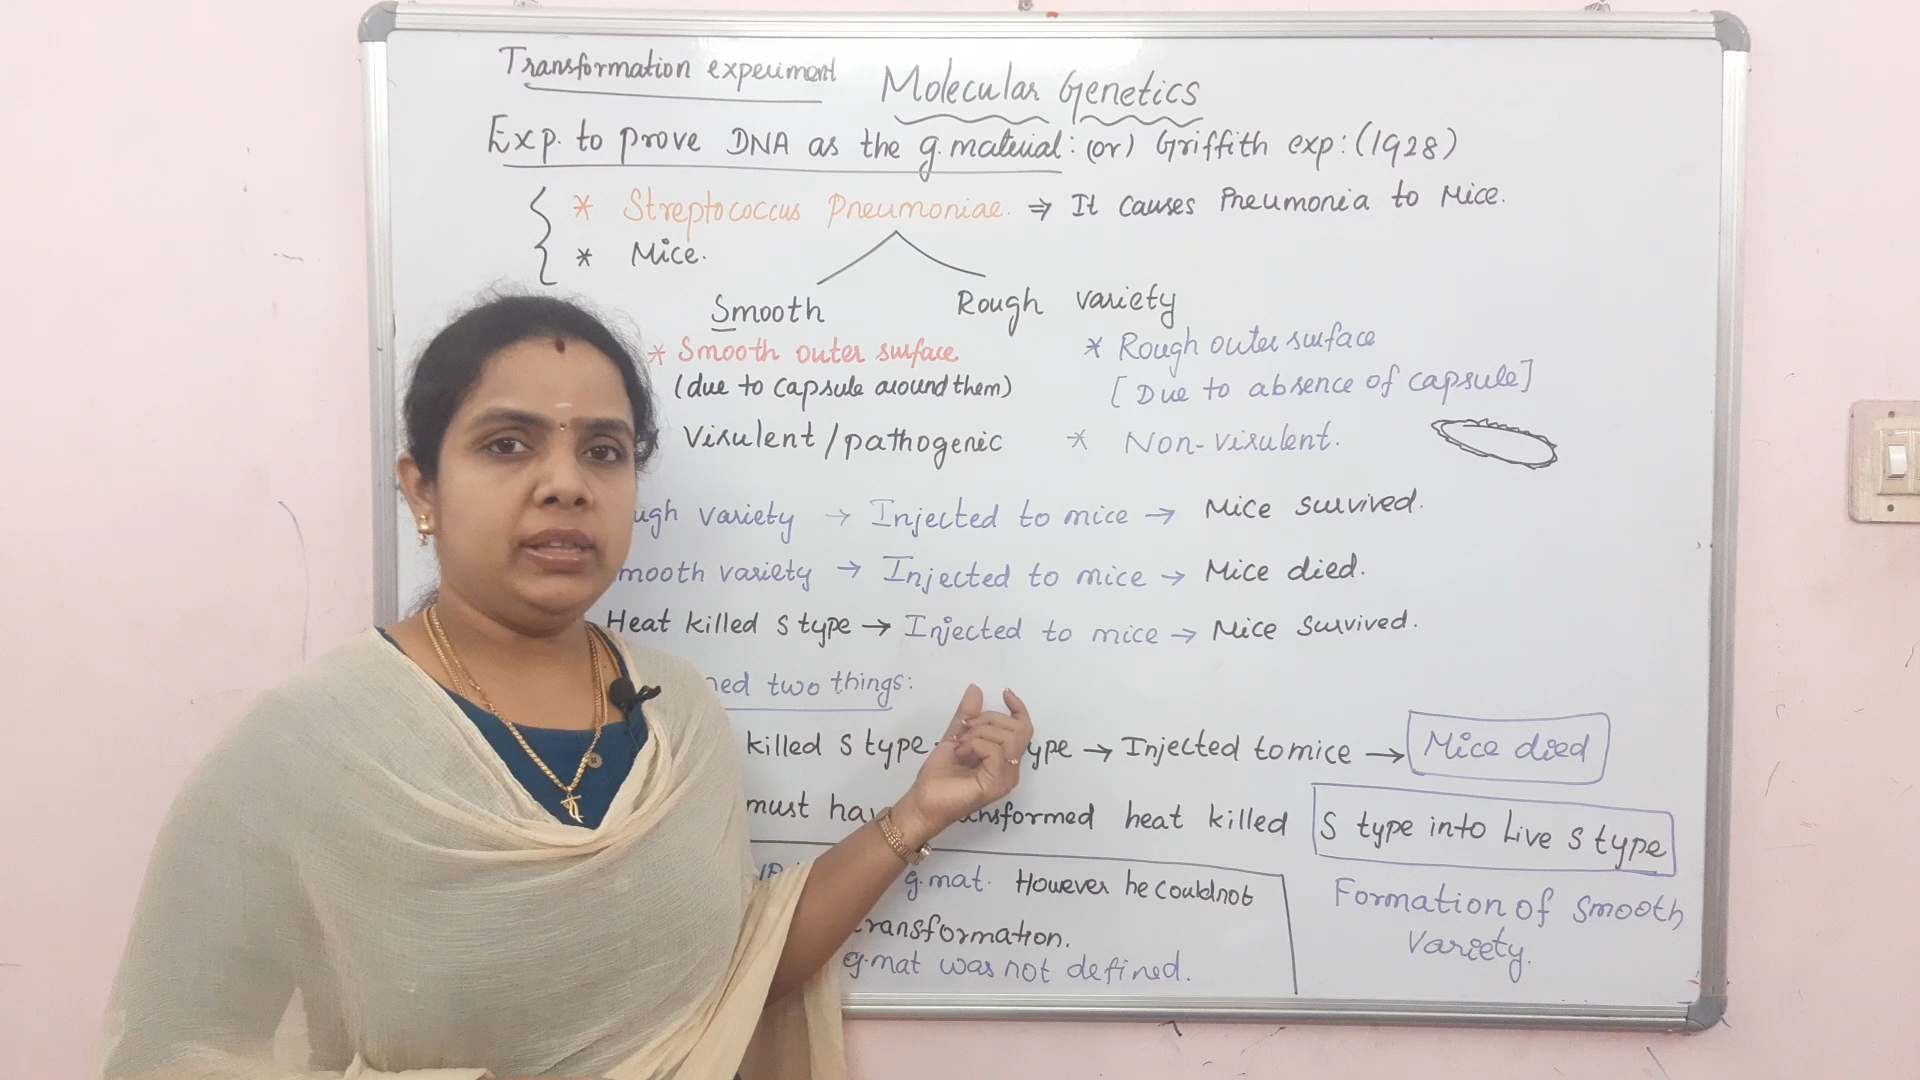 Transformation experiment
Molecular Genetics
Exp. to prove DNA as the g. material: (or) Griffith exp: (1928)
* Streptococcus Pneumoniae. ⇒ It causes Pneumonia to Mice.
* Mice.
Smooth Rough variety
* Smooth outer surface
(due to capsule around them)
Virulent / pathogenic
* Rough outer surface
[Due to absence of capsule]
* Non-virulent.
variety → Injected to mice → Mice survived.
variety → Injected to mice → Mice died.
Heat killed S type → Injected to mice → Mice survived.
two things:
killed S type → Injected to mice → Mice died
must heat killed S type into Live S type
g.mat. However he couldnot
transformation.
g.mat was not defined.
Formation of smooth
Variety.